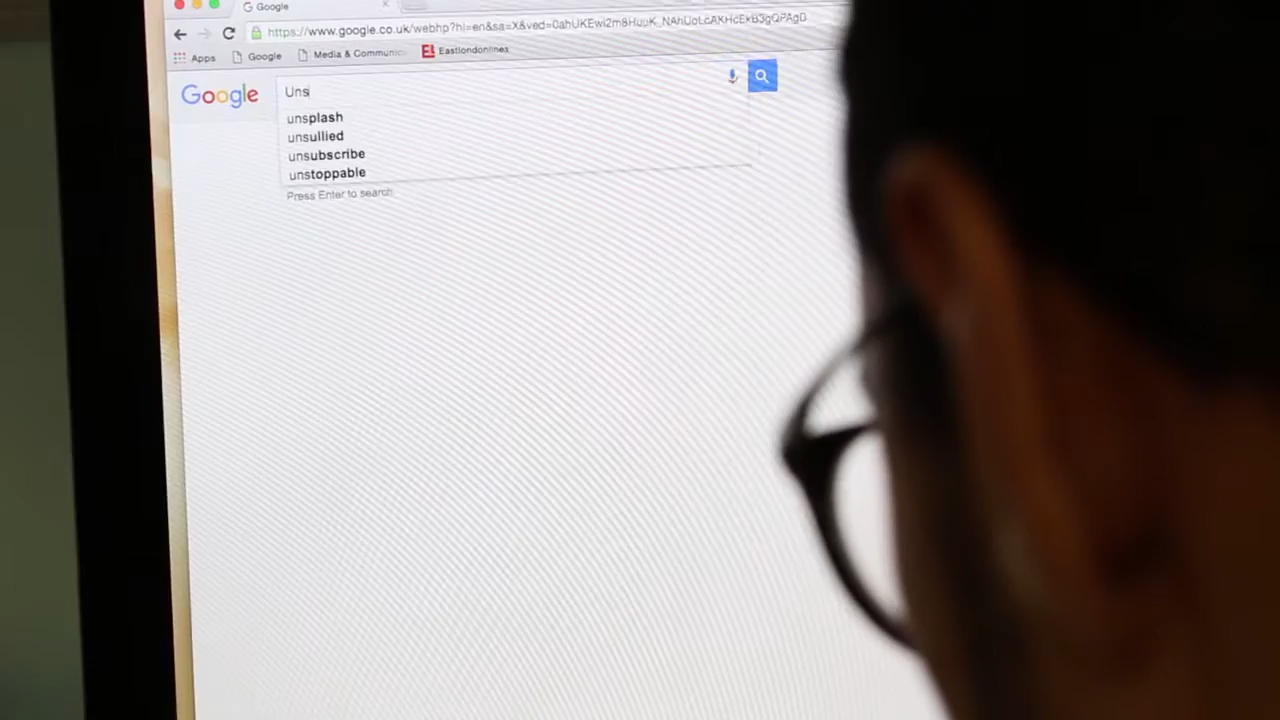 Google
https://www.google.co.uk/webhp?hl=en&sa=X&ved=
Apps Google Media & Communic Eastlondonlines
Google Uns
unsplash
unsullied
unsubscribe
unstoppable
Press Enter to search